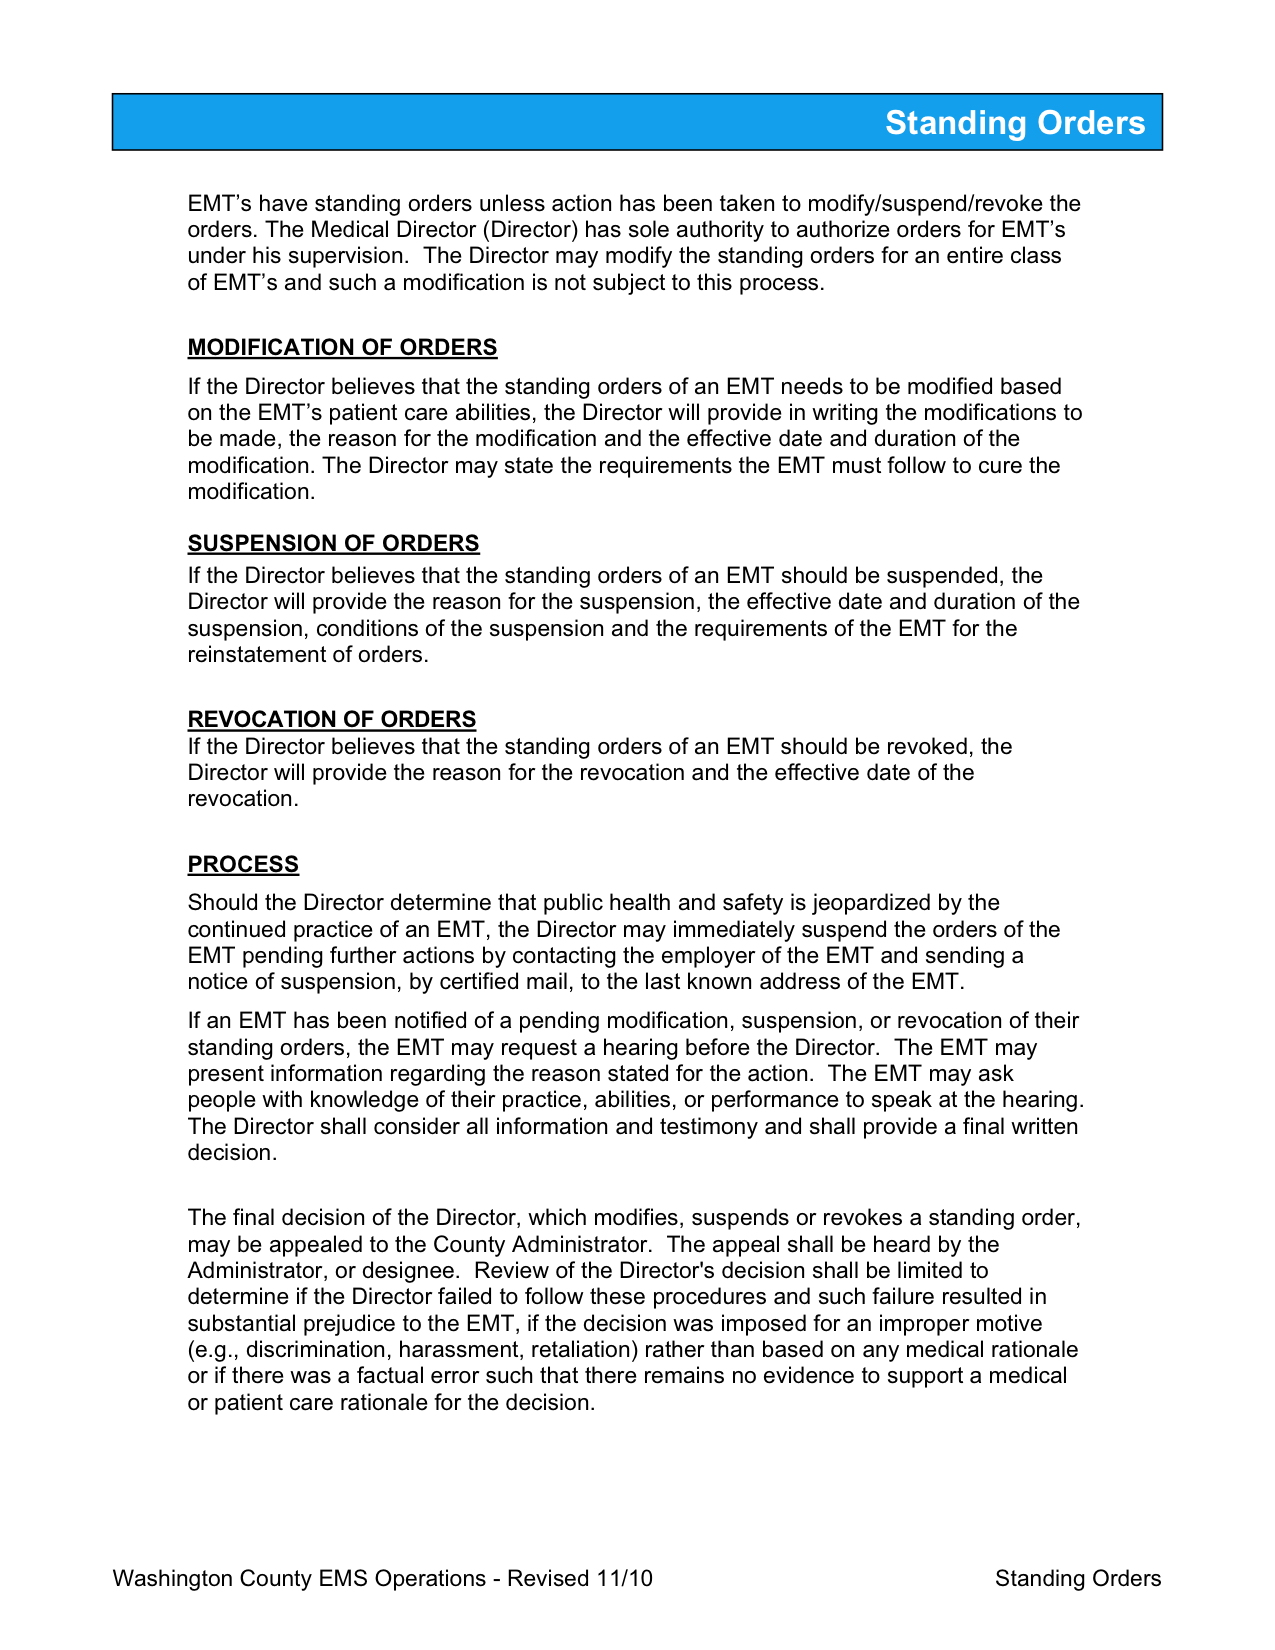 Standing Orders
EMT’s have standing orders unless action has been taken to modify/suspend/revoke the
orders. The Medical Director (Director) has sole authority to authorize orders for EMT’s
under his supervision.  The Director may modify the standing orders for an entire class
of EMT’s and such a modification is not subject to this process.
MODIFICATION OF ORDERS
If the Director believes that the standing orders of an EMT needs to be modified based
on the EMT’s patient care abilities, the Director will provide in writing the modifications to
be made, the reason for the modification and the effective date and duration of the
modification. The Director may state the requirements the EMT must follow to cure the
modification.
SUSPENSION OF ORDERS
If the Director believes that the standing orders of an EMT should be suspended, the
Director will provide the reason for the suspension, the effective date and duration of the
suspension, conditions of the suspension and the requirements of the EMT for the
reinstatement of orders.
REVOCATION OF ORDERS
If the Director believes that the standing orders of an EMT should be revoked, the
Director will provide the reason for the revocation and the effective date of the
revocation.
PROCESS
Should the Director determine that public health and safety is jeopardized by the
continued practice of an EMT, the Director may immediately suspend the orders of the
EMT pending further actions by contacting the employer of the EMT and sending a
notice of suspension, by certified mail, to the last known address of the EMT.
If an EMT has been notified of a pending modification, suspension, or revocation of their
standing orders, the EMT may request a hearing before the Director.  The EMT may
present information regarding the reason stated for the action.  The EMT may ask
people with knowledge of their practice, abilities, or performance to speak at the hearing.
The Director shall consider all information and testimony and shall provide a final written
decision.
The final decision of the Director, which modifies, suspends or revokes a standing order,
may be appealed to the County Administrator.  The appeal shall be heard by the
Administrator, or designee.  Review of the Director's decision shall be limited to
determine if the Director failed to follow these procedures and such failure resulted in
substantial prejudice to the EMT, if the decision was imposed for an improper motive
(e.g., discrimination, harassment, retaliation) rather than based on any medical rationale
or if there was a factual error such that there remains no evidence to support a medical
or patient care rationale for the decision.
Washington County EMS Operations - Revised 11/10 Standing Orders